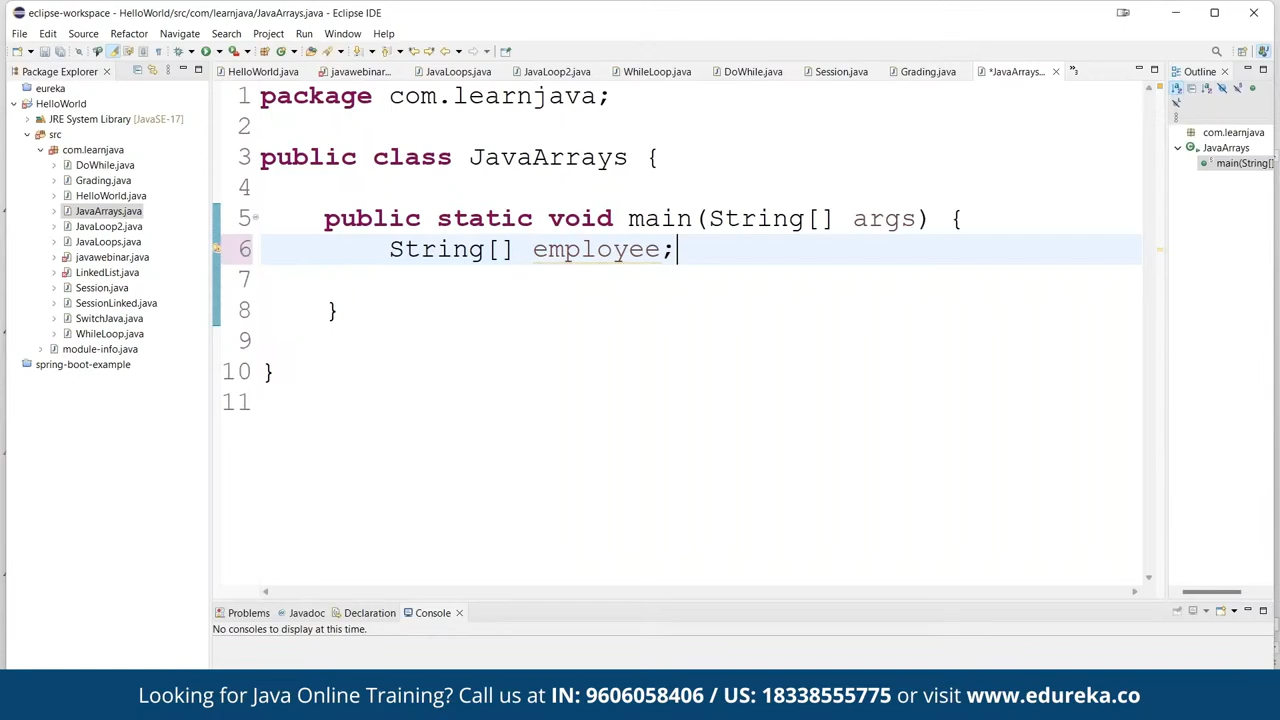 eclipse-workspace - HelloWorld/src/com/learnjava/JavaArrays.java - Eclipse IDE
File Edit Source Refactor Navigate Search Project Run Window Help
Package Explorer
HelloWorld.java javawebinar... JavaLoops.java JavaLoop2.java WhileLoop.java DoWhile.java Session.java Grading.java *JavaArrays...
Outline
eureka
HelloWorld
JRE System Library [JavaSE-17]
src
com.learnjava
DoWhile.java
Grading.java
HelloWorld.java
JavaArrays.java
JavaLoop2.java
JavaLoops.java
javawebinar.java
LinkedList.java
Session.java
SessionLinked.java
SwitchJava.java
WhileLoop.java
module-info.java
spring-boot-example
1 package com.learnjava;
2
3 public class JavaArrays {
4
5 public static void main(String[] args) {
6 String[] employee;
7
8 }
9
10 }
11
com.learnjava
JavaArrays
main(String[]
Problems Javadoc Declaration Console
No consoles to display at this time.
Looking for Java Online Training? Call us at IN: 9606058406 / US: 18338555775 or visit www.edureka.co